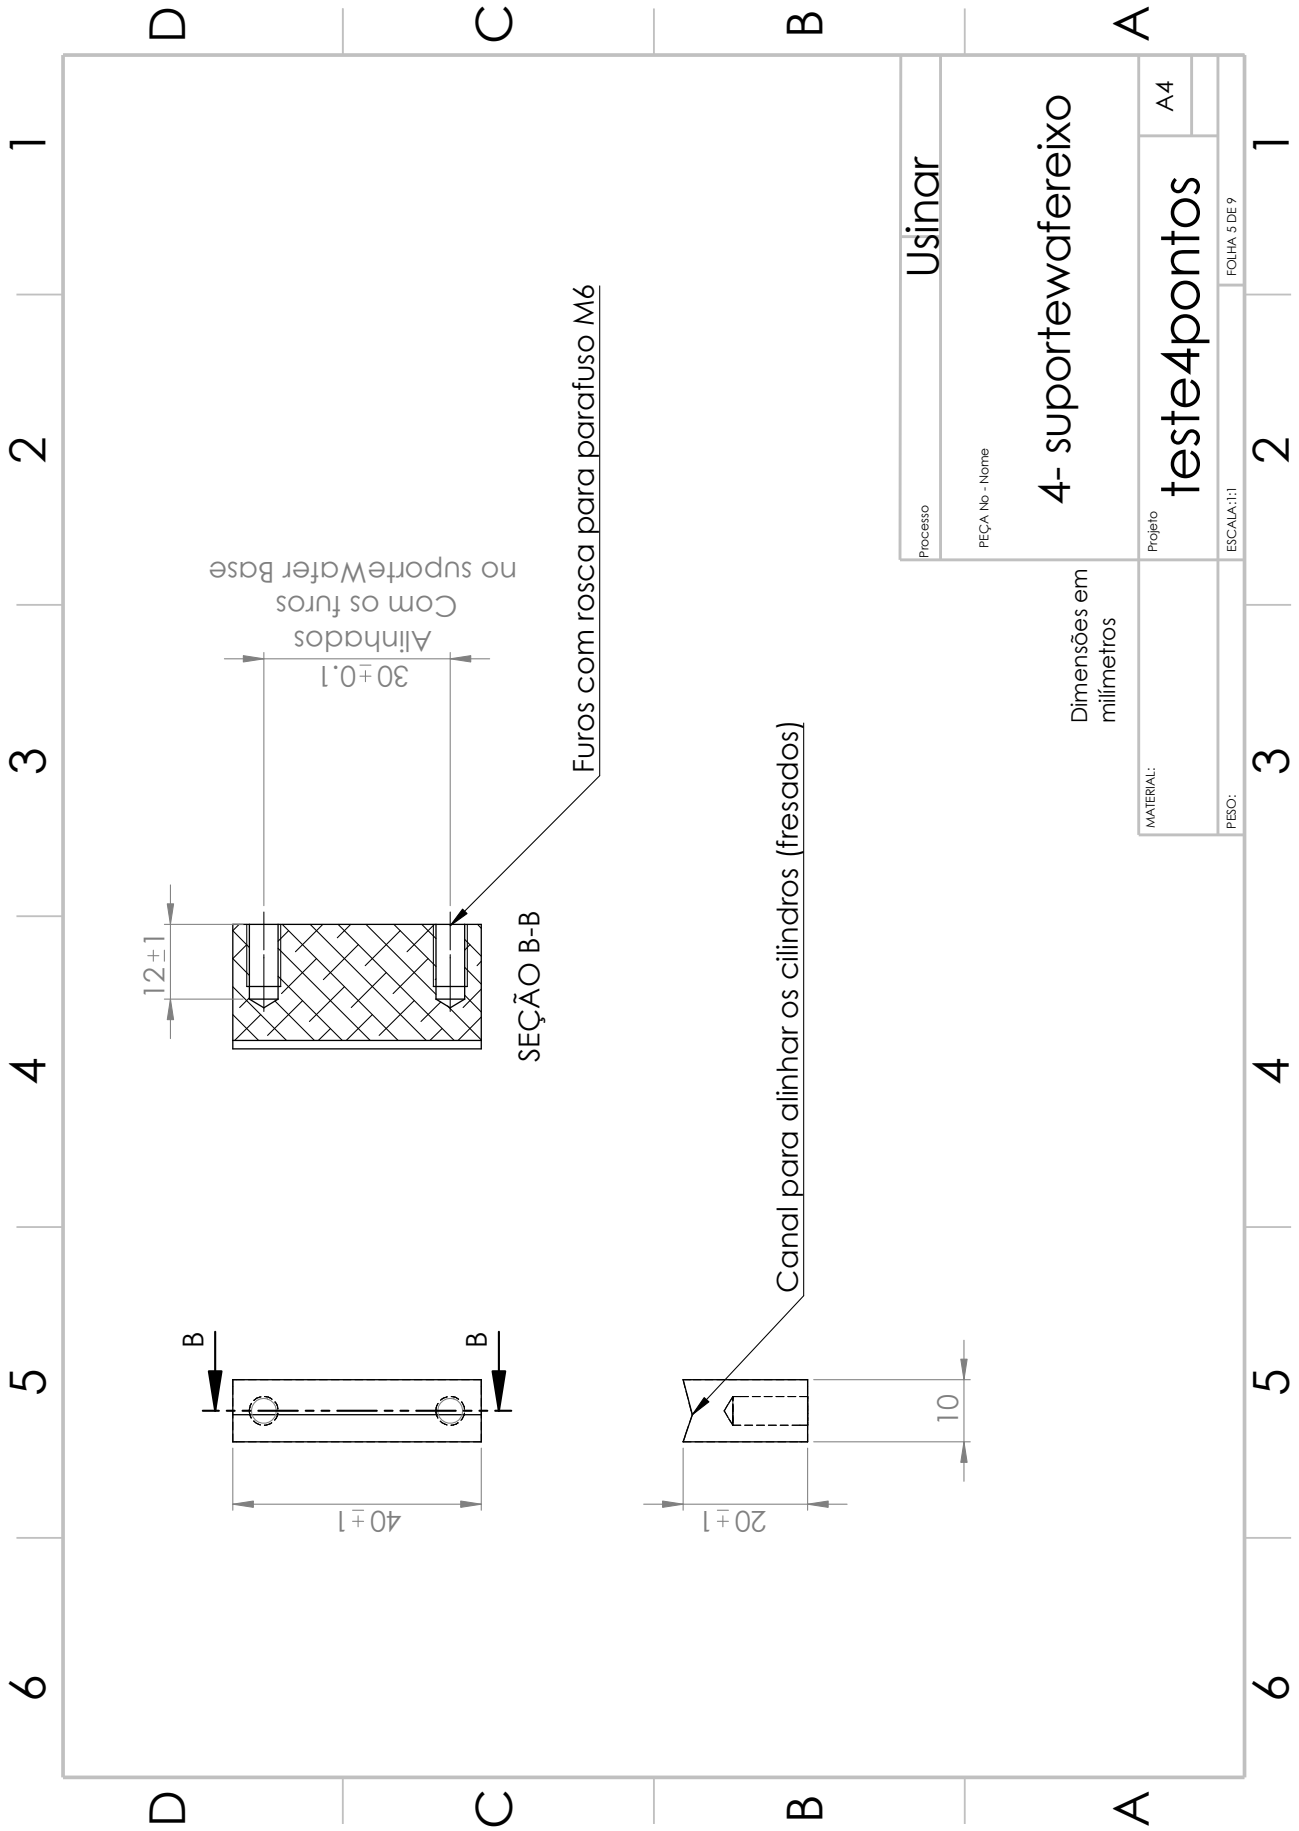 6 5 4 3 2 1
D
C
B
A
D
C
B
A
6 5 4 3 2 1
B
B
40±1
12±1
30±0.1
Alinhados
Com os furos
no suporteWafer Base
SEÇÃO B-B
Furos com rosca para parafuso M6
20±1
10
Canal para alinhar os cilindros (fresados)
Dimensões em
milímetros
Processo
Usinar
PEÇA No - Nome
4- suportewafereixo
MATERIAL:
Projeto
teste4pontos
A4
PESO:
ESCALA:1:1
FOLHA 5 DE 9